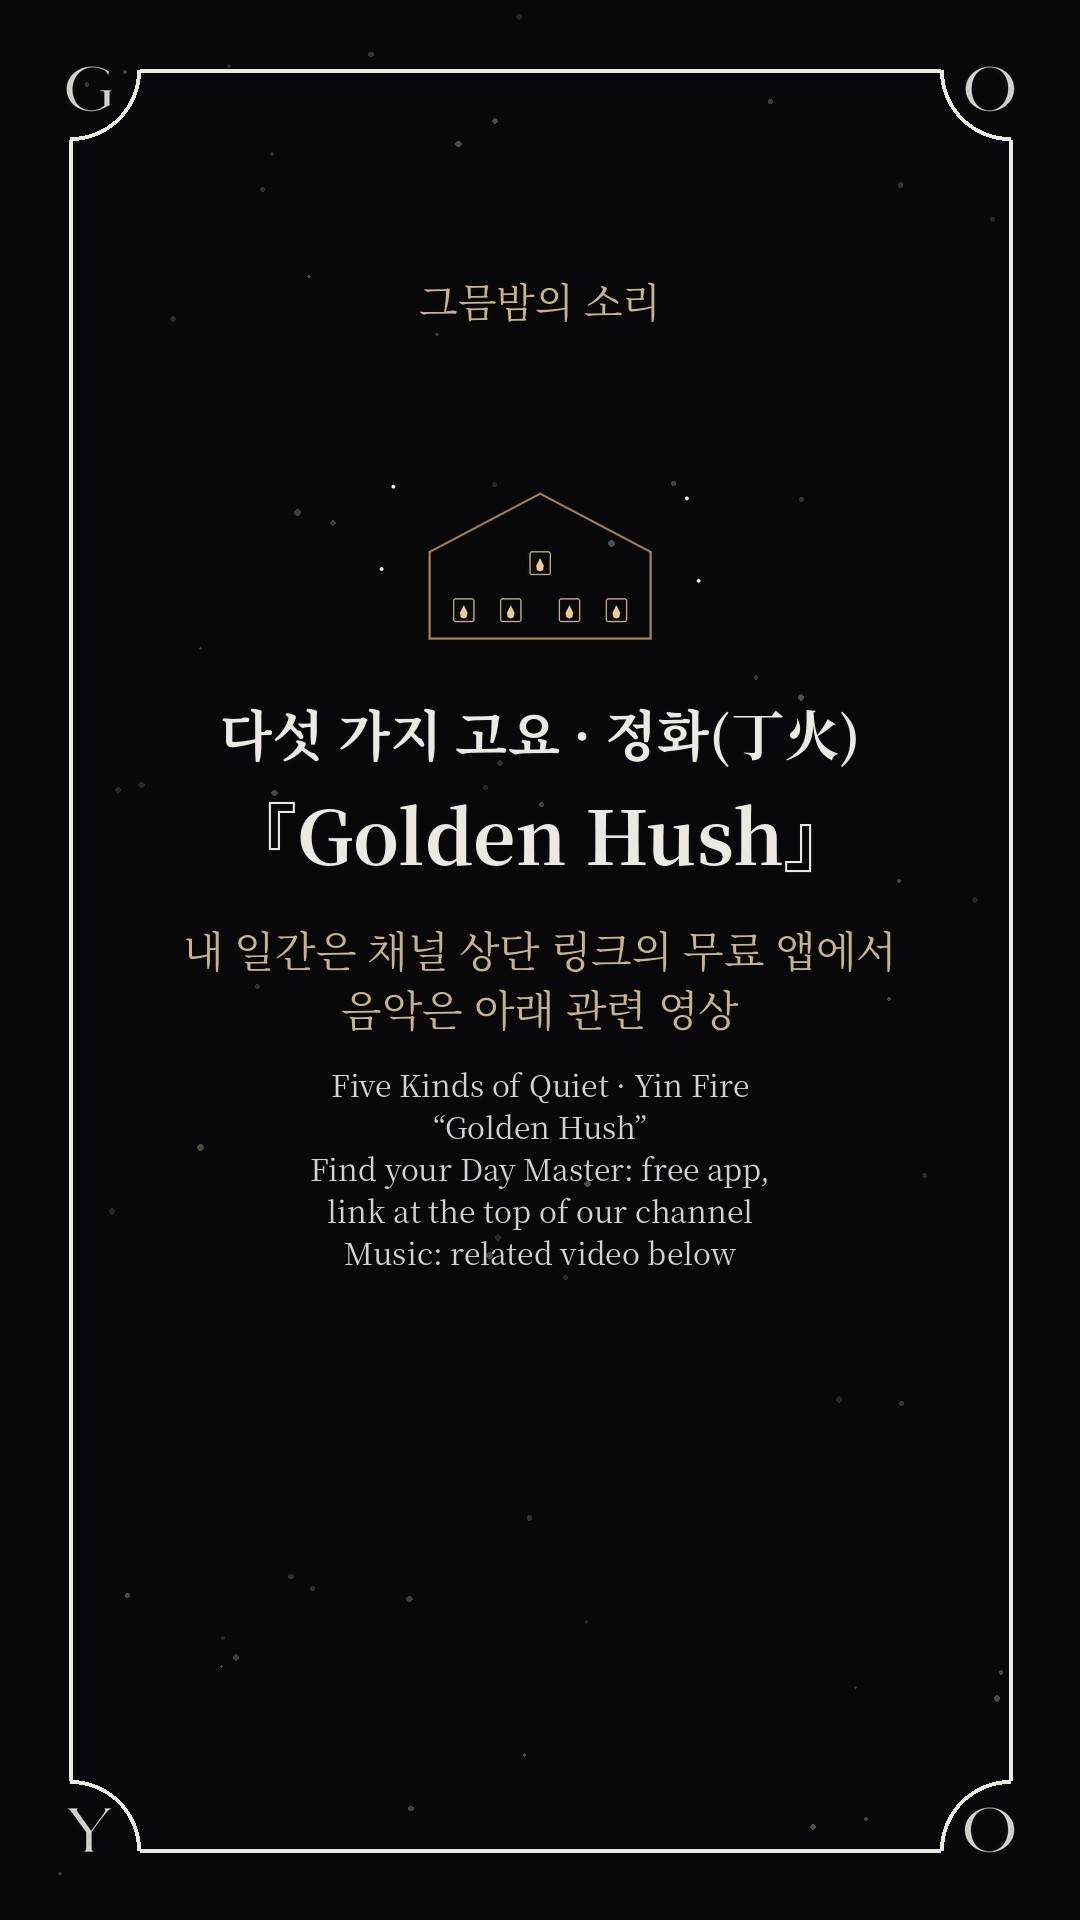 G O
그믐밤의 소리
다섯 가지 고요 · 정화(丁火)
『Golden Hush』
내 일간은 채널 상단 링크의 무료 앱에서
음악은 아래 관련 영상
Five Kinds of Quiet · Yin Fire
“Golden Hush”
Find your Day Master: free app,
link at the top of our channel
Music: related video below
Y O